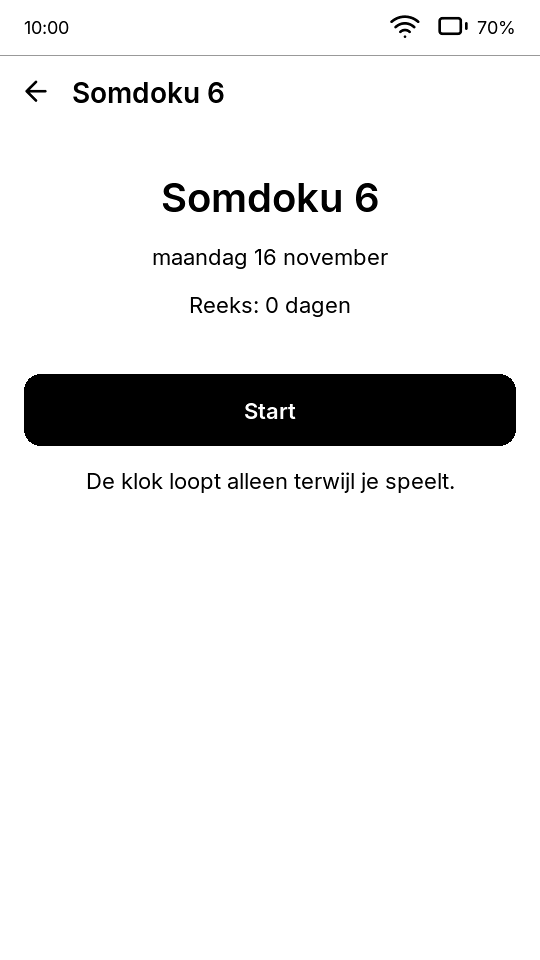 10:00
70%
Somdoku 6
Somdoku 6
maandag 16 november
Reeks: 0 dagen
Start
De klok loopt alleen terwijl je speelt.